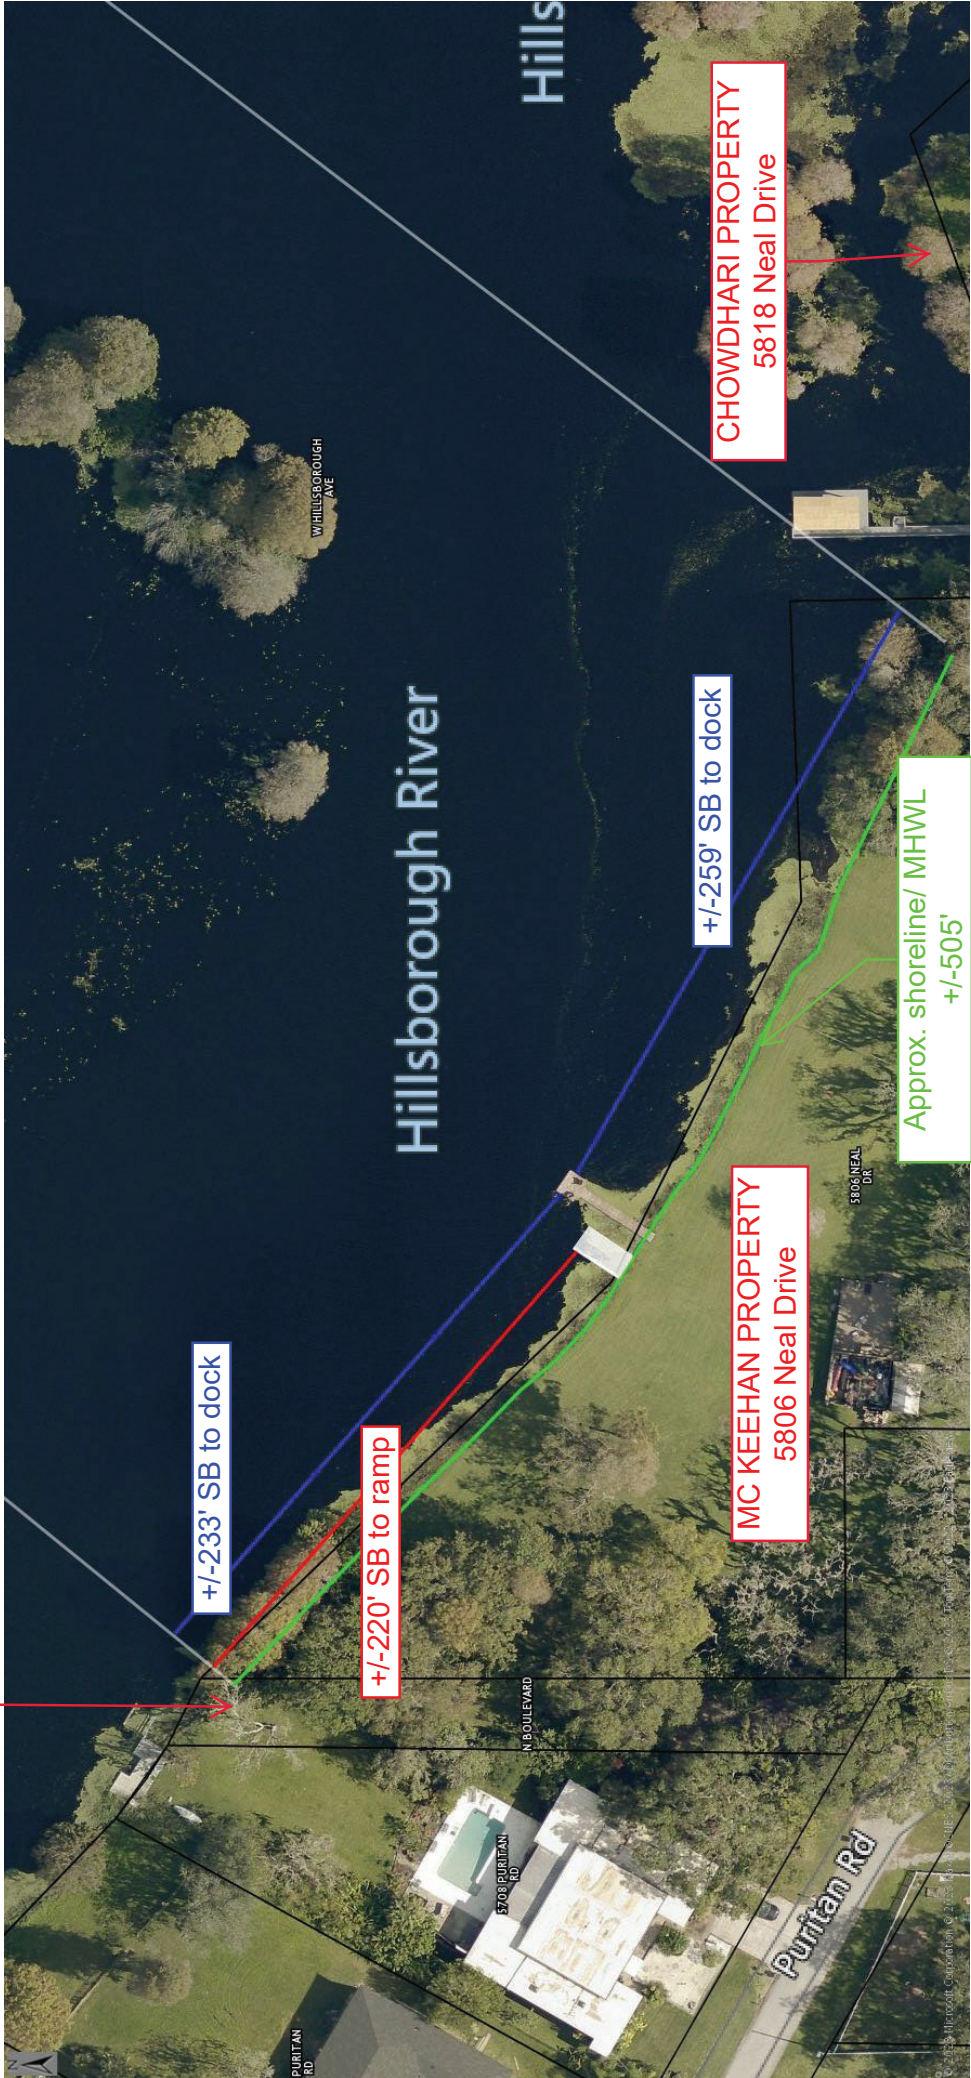 Hills
CHOWDHARI PROPERTY
5818 Neal Drive
W HILLSBOROUGH
AVE
Hillsborough River
+/-259' SB to dock
Approx. shoreline/ MHWL
+/-505'
5806 NEAL
DR
MC KEEHAN PROPERTY
5806 Neal Drive
+/-233' SB to dock
+/-220' SB to ramp
N BOULEVARD
5708 PURITAN
RD
Puritan Rd
PURITAN
RD
N
Microsoft Corporation